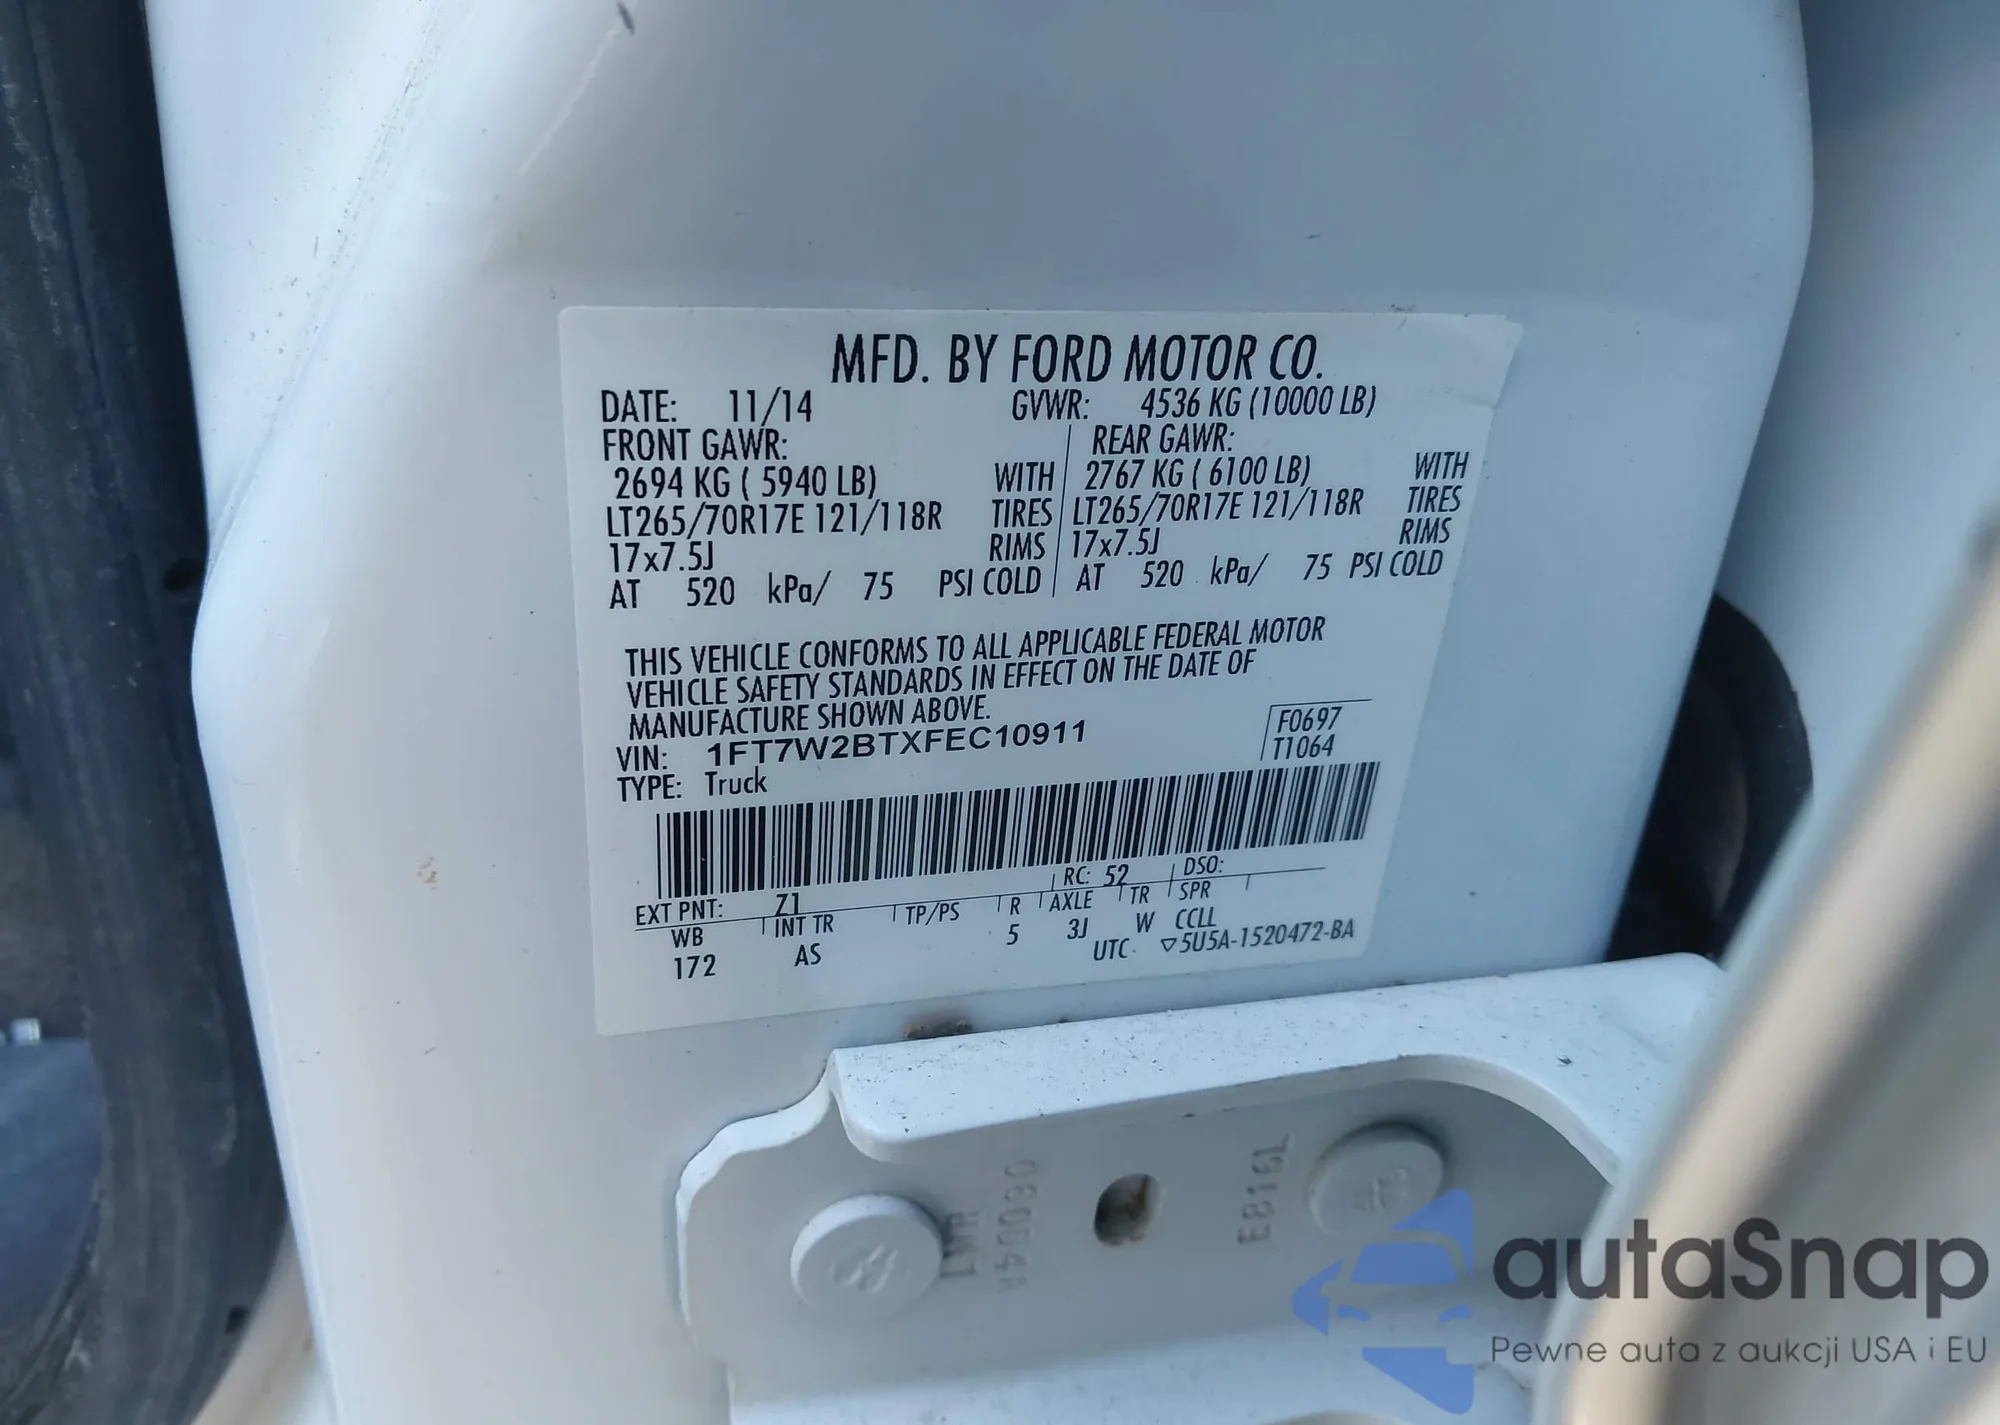 MFD. BY FORD MOTOR CO.
DATE: 11/14 GVWR: 4536 KG (10000 LB)
FRONT GAWR: REAR GAWR:
2694 KG ( 5940 LB) WITH 2767 KG ( 6100 LB) WITH
LT265/70R17E 121/118R TIRES LT265/70R17E 121/118R TIRES
17x7.5J RIMS 17x7.5J RIMS
AT 520 kPa/ 75 PSI COLD AT 520 kPa/ 75 PSI COLD
THIS VEHICLE CONFORMS TO ALL APPLICABLE FEDERAL MOTOR
VEHICLE SAFETY STANDARDS IN EFFECT ON THE DATE OF
MANUFACTURE SHOWN ABOVE.
VIN: 1FT7W2BTXFEC10911 F0697
TYPE: Truck T1064
EXT PNT: Z1 RC: 52 DSO:
WB INT TR TP/PS R AXLE TR SPR
172 AS 5 3J W CCLL
UTC ▽5U5A-1520472-BA
LWR
06004A
E816L
autaSnap
Pewne auta z aukcji USA i EU